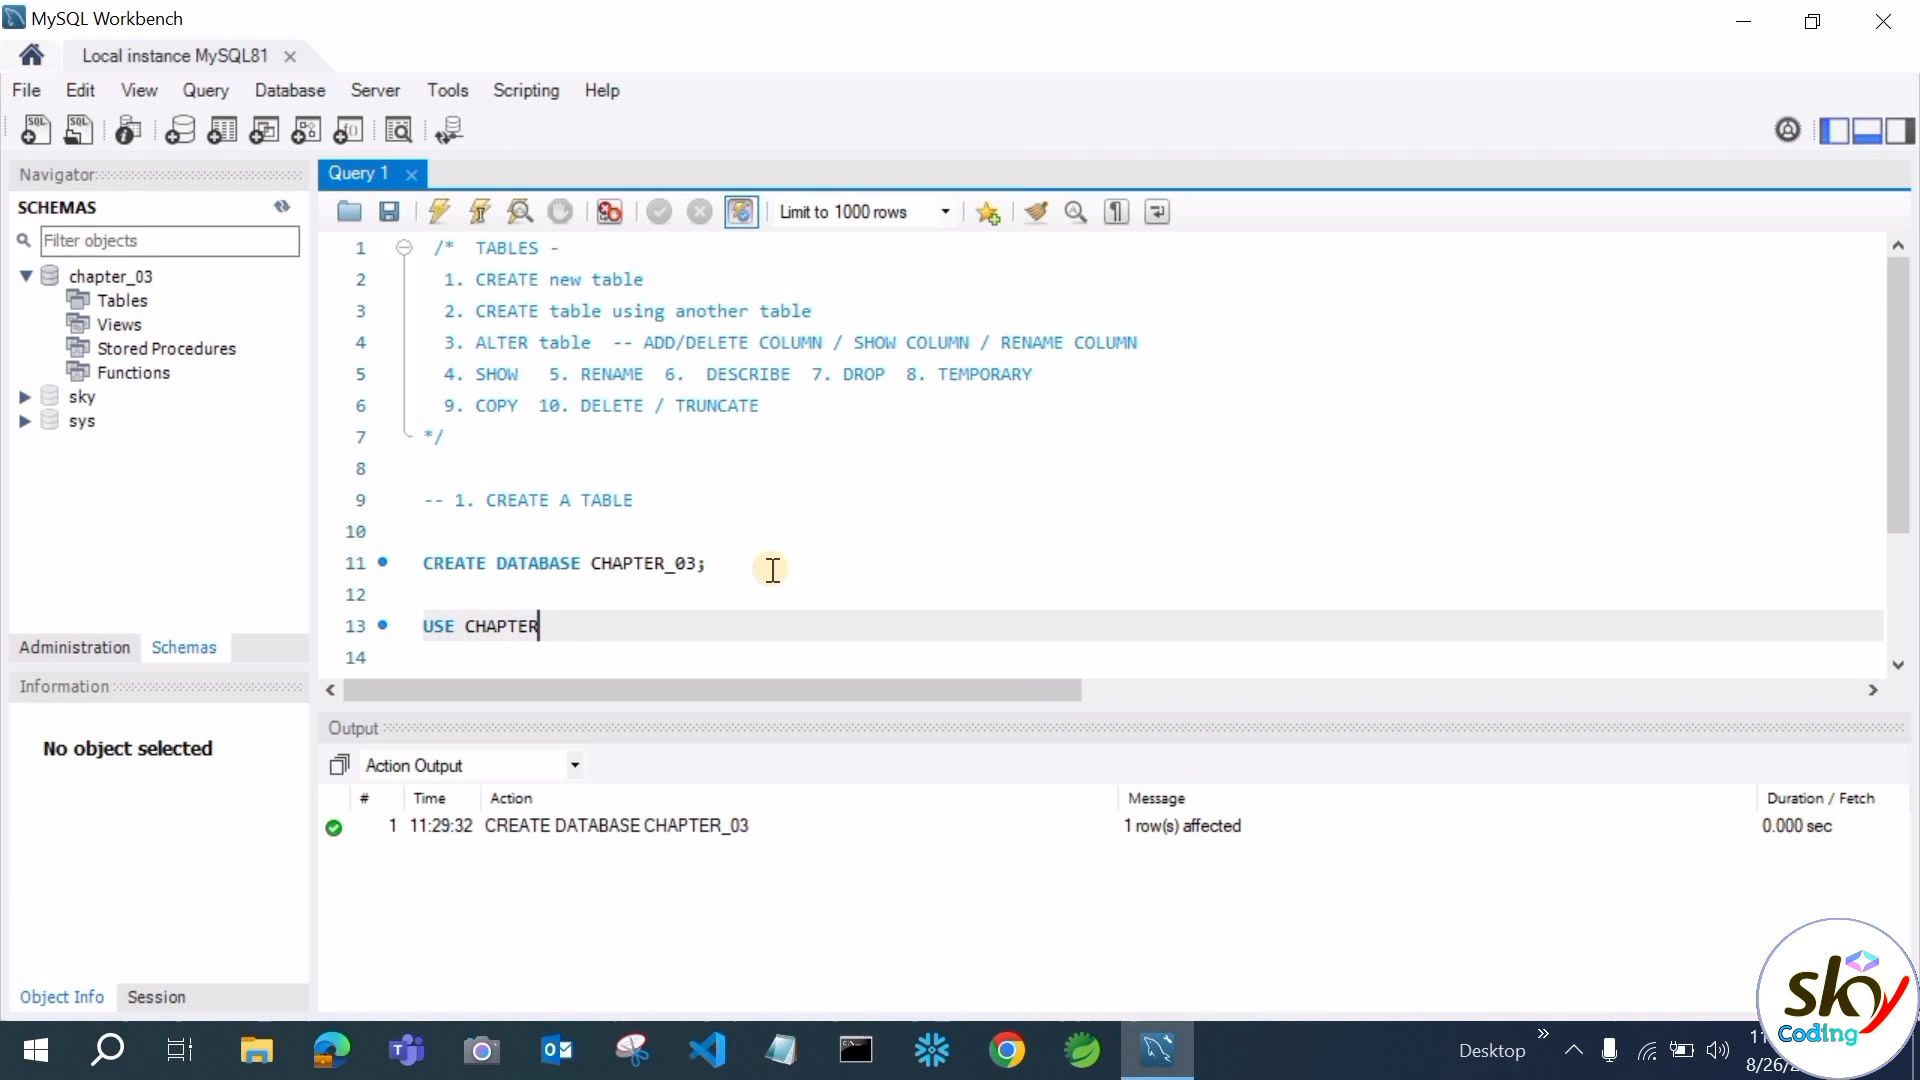 MySQL Workbench
Local instance MySQL81
File Edit View Query Database Server Tools Scripting Help
Navigator
Query 1
SCHEMAS
Limit to 1000 rows
Filter objects
chapter_03
Tables
Views
Stored Procedures
Functions
sky
sys
1 /* TABLES -
2 1. CREATE new table
3 2. CREATE table using another table
4 3. ALTER table -- ADD/DELETE COLUMN / SHOW COLUMN / RENAME COLUMN
5 4. SHOW 5. RENAME 6. DESCRIBE 7. DROP 8. TEMPORARY
6 9. COPY 10. DELETE / TRUNCATE
7 */
8
9 -- 1. CREATE A TABLE
10
11 CREATE DATABASE CHAPTER_03;
12
13 USE CHAPTER
14
Administration Schemas
Information
No object selected
Output
Action Output
# Time Action Message Duration / Fetch
1 11:29:32 CREATE DATABASE CHAPTER_03 1 row(s) affected 0.000 sec
Object Info Session
sky
Coding
Desktop